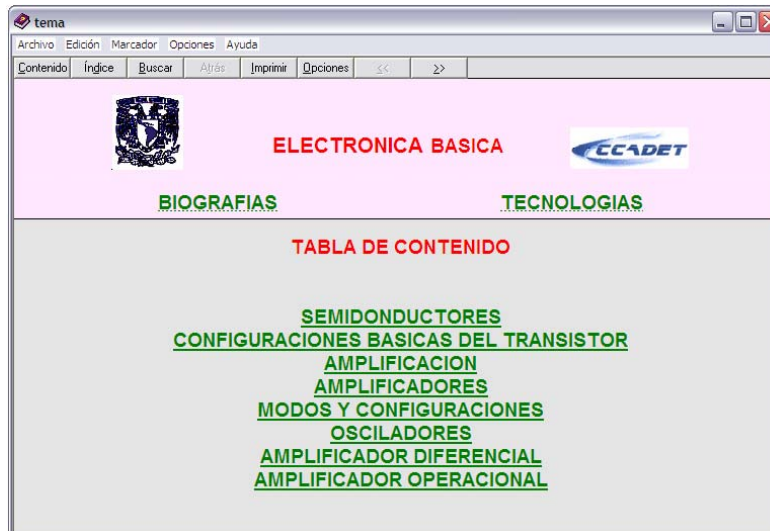 tema
Archivo Edición Marcador Opciones Ayuda
Contenido Índice Buscar Atrás Imprimir Opciones << >>
ELECTRONICA BASICA
CCADET
BIOGRAFIAS TECNOLOGIAS
TABLA DE CONTENIDO
SEMIDONDUCTORES
CONFIGURACIONES BASICAS DEL TRANSISTOR
AMPLIFICACION
AMPLIFICADORES
MODOS Y CONFIGURACIONES
OSCILADORES
AMPLIFICADOR DIFERENCIAL
AMPLIFICADOR OPERACIONAL